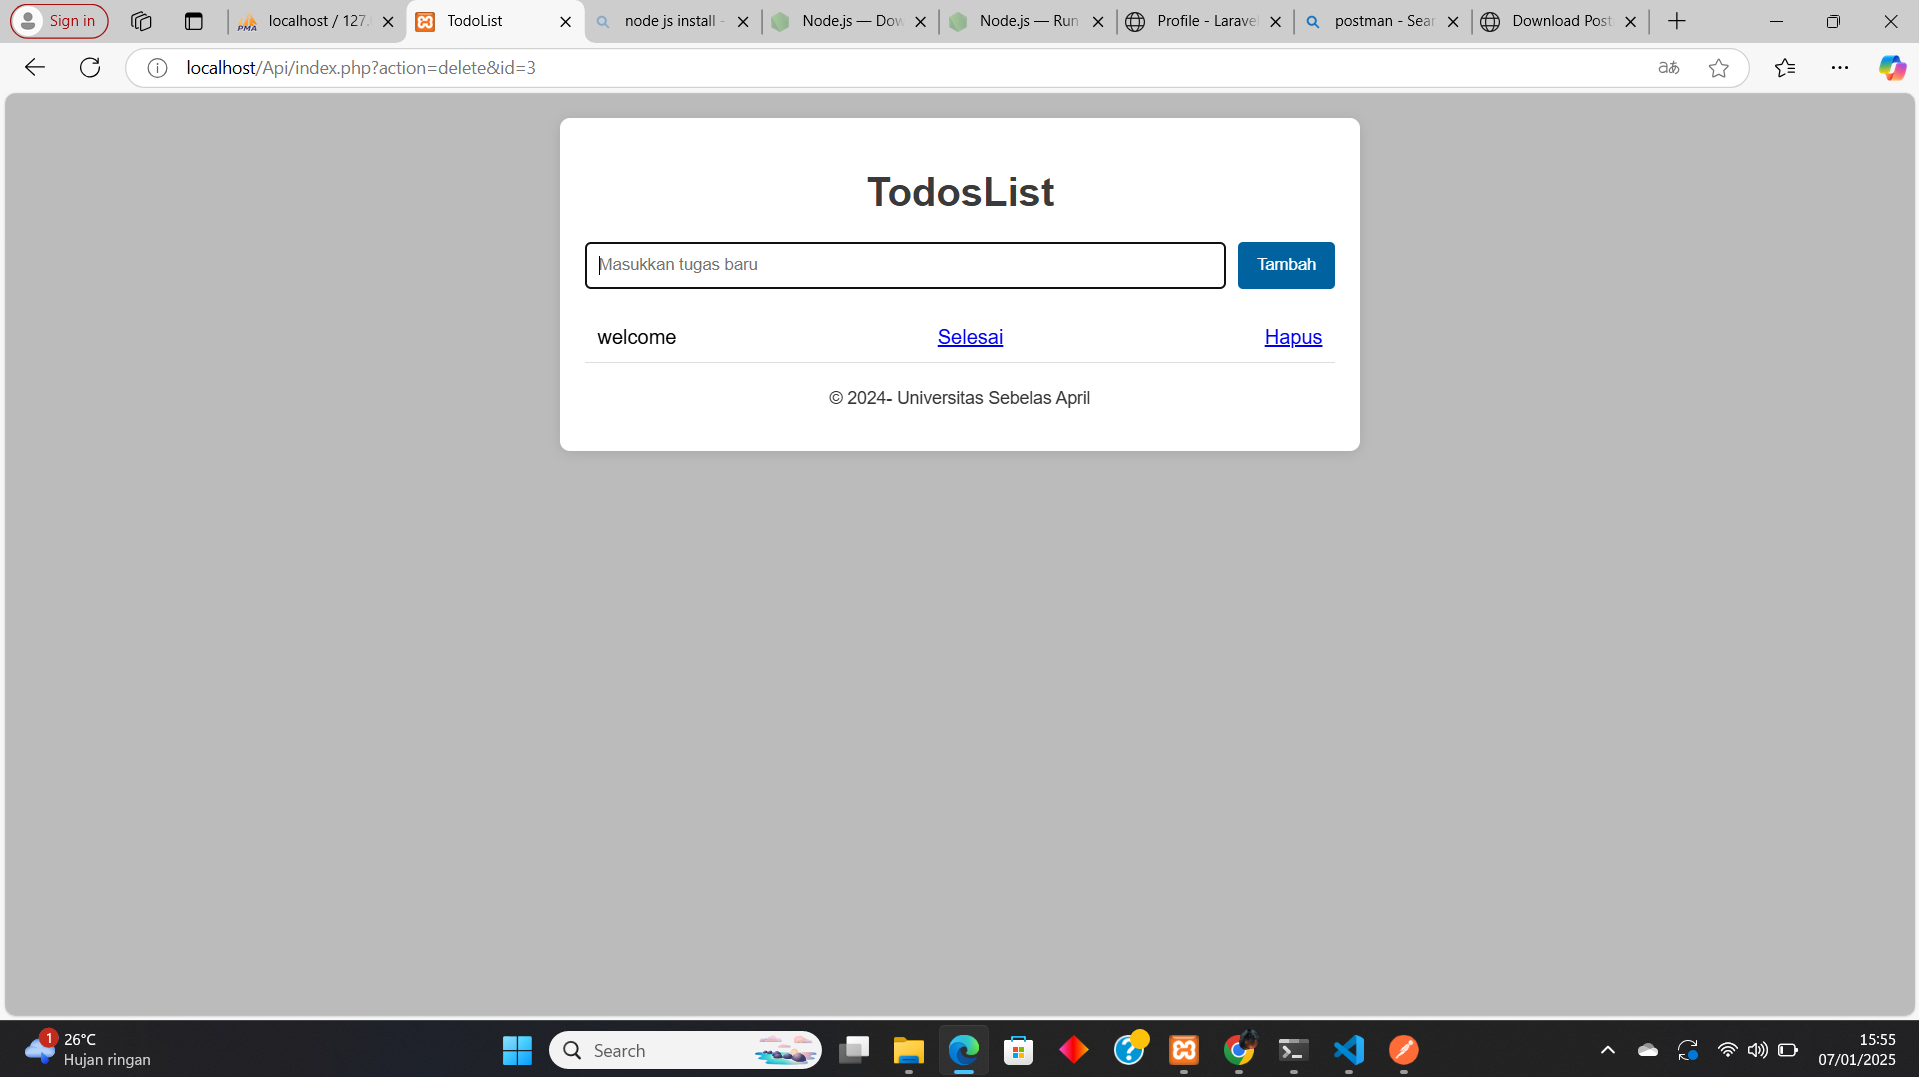 Sign in
localhost / 127.
TodoList
node js install -
Node.js — Dow
Node.js — Run
Profile - Larave
postman - Sear
Download Post
localhost/Api/index.php?action=delete&id=3
TodosList
Masukkan tugas baru
Tambah
welcome
Selesai
Hapus
© 2024- Universitas Sebelas April
1
26°C
Hujan ringan
Search
15:55
07/01/2025